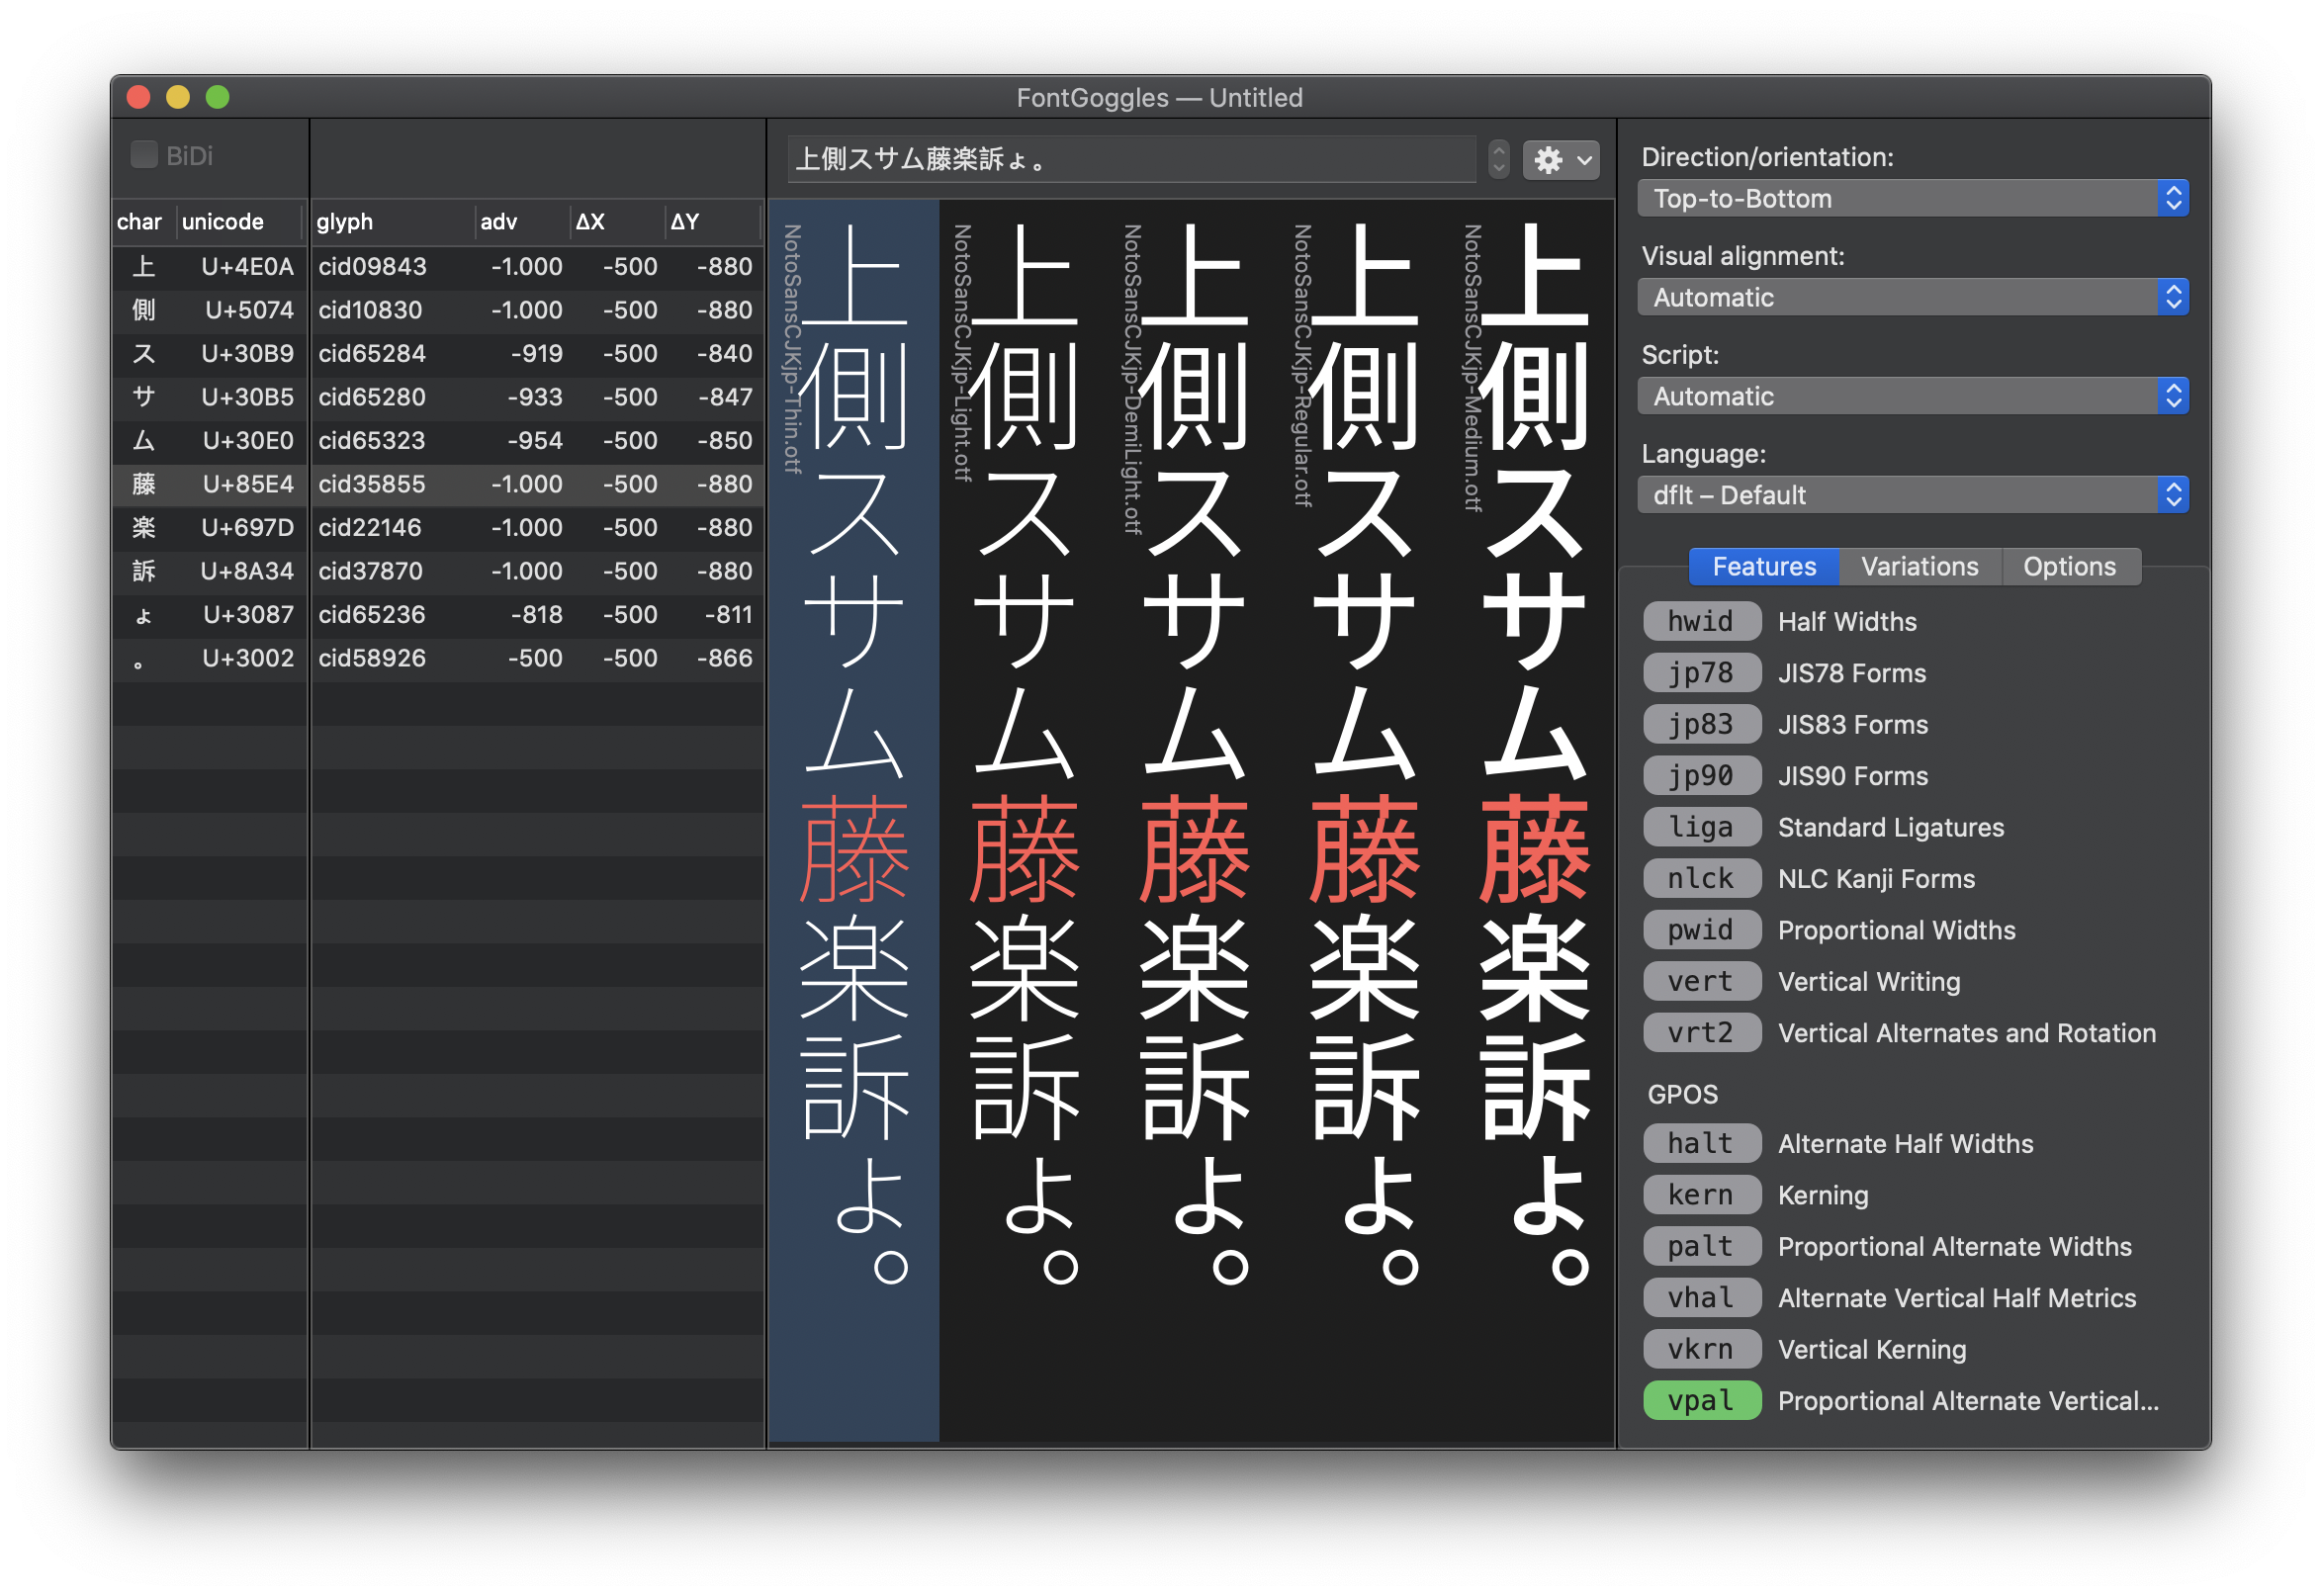 FontGoggles — Untitled
BiDi
char unicode
上 U+4E0A
側 U+5074
ス U+30B9
サ U+30B5
ム U+30E0
藤 U+85E4
楽 U+697D
訴 U+8A34
ょ U+3087
。 U+3002
glyph adv ΔX ΔY
cid09843 -1.000 -500 -880
cid10830 -1.000 -500 -880
cid65284 -919 -500 -840
cid65280 -933 -500 -847
cid65323 -954 -500 -850
cid35855 -1.000 -500 -880
cid22146 -1.000 -500 -880
cid37870 -1.000 -500 -880
cid65236 -818 -500 -811
cid58926 -500 -500 -866
上側スサム藤楽訴ょ。
NotoSansCJKjp-Thin.otf
上側スサム藤楽訴ょ。
NotoSansCJKjp-Light.otf
上側スサム藤楽訴ょ。
NotoSansCJKjp-DemiLight.otf
上側スサム藤楽訴ょ。
NotoSansCJKjp-Regular.otf
上側スサム藤楽訴ょ。
NotoSansCJKjp-Medium.otf
上側スサム藤楽訴ょ。
Direction/orientation:
Top-to-Bottom
Visual alignment:
Automatic
Script:
Automatic
Language:
dflt – Default
Features Variations Options
hwid Half Widths
jp78 JIS78 Forms
jp83 JIS83 Forms
jp90 JIS90 Forms
liga Standard Ligatures
nlck NLC Kanji Forms
pwid Proportional Widths
vert Vertical Writing
vrt2 Vertical Alternates and Rotation
GPOS
halt Alternate Half Widths
kern Kerning
palt Proportional Alternate Widths
vhal Alternate Vertical Half Metrics
vkrn Vertical Kerning
vpal Proportional Alternate Vertical...